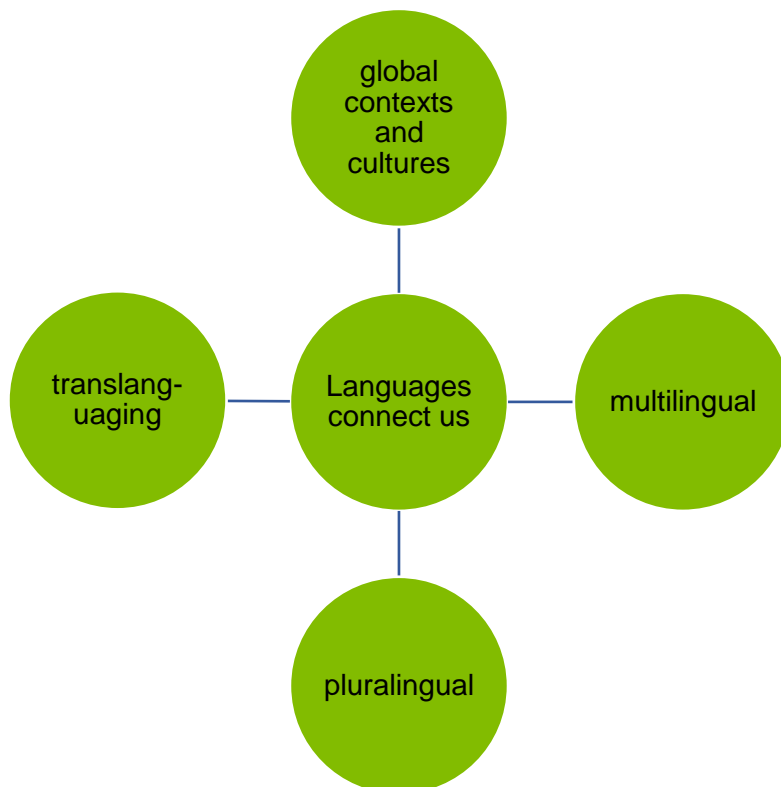 global
contexts
and
cultures
translang-
uaging
Languages
connect us
multilingual
pluralingual